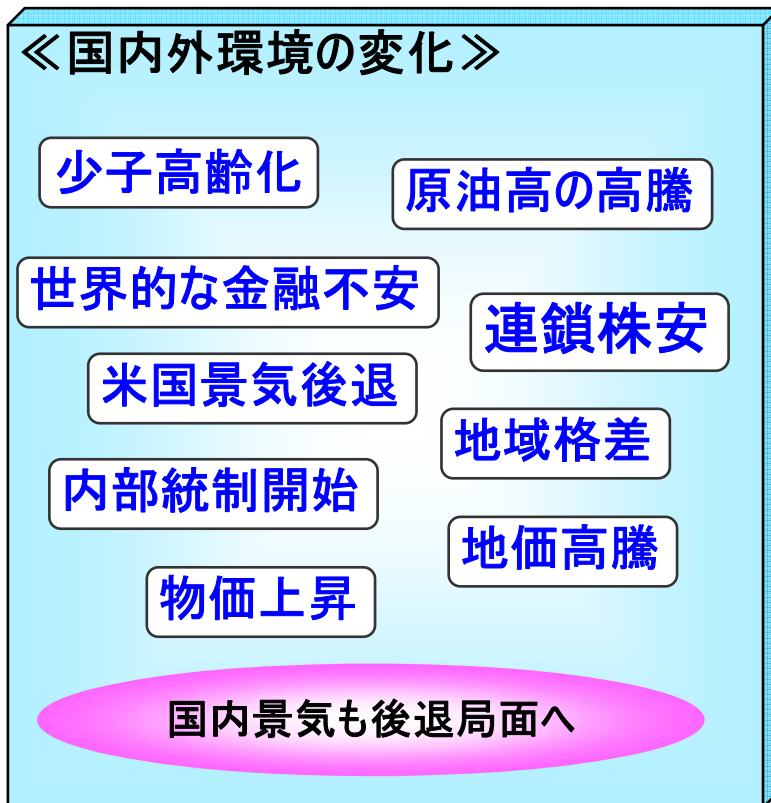 ≪国内外環境の変化≫
少子高齢化
原油高の高騰
世界的な金融不安
連鎖株安
米国景気後退
地域格差
内部統制開始
地価高騰
物価上昇
国内景気も後退局面へ